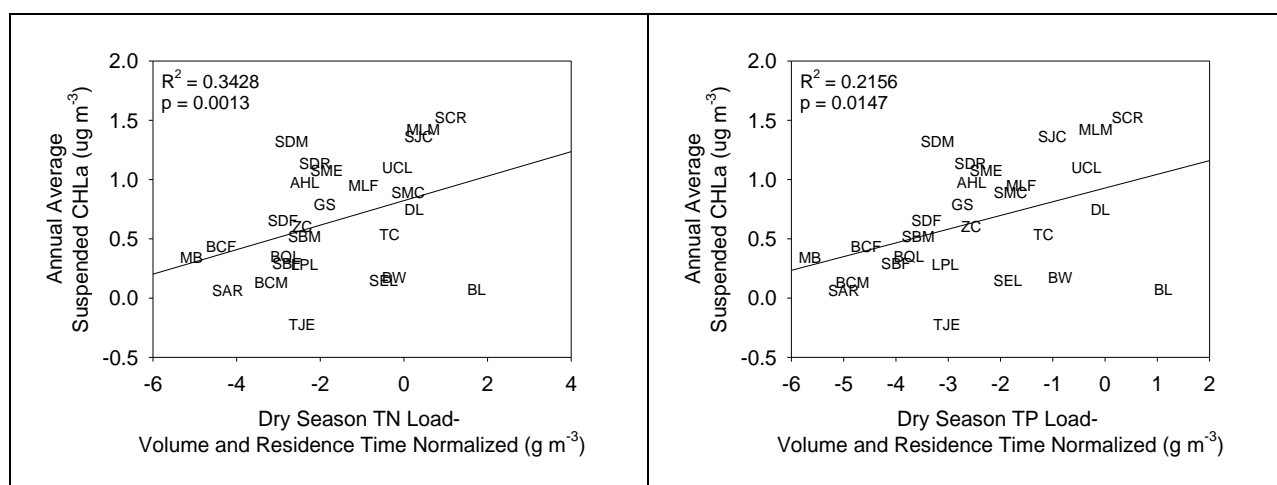 Annual Average
Suspended CHLa (ug m⁻³)
2.0
1.5
1.0
0.5
0.0
-0.5
R² = 0.3428
p = 0.0013
SCR
MLM
SJC
SDM
SDR
SME
UCL
AHL
MLF
SMC
GS
DL
SDF
ZC
SBM
TC
BCF
MB
BQL
SBF
LPL
BCM
SAR
SEL
BW
BL
TJE
-6 -4 -2 0 2 4
Dry Season TN Load-
Volume and Residence Time Normalized (g m⁻³)
Annual Average
Suspended CHLa (ug m⁻³)
2.0
1.5
1.0
0.5
0.0
-0.5
R² = 0.2156
p = 0.0147
SCR
MLM
SJC
SDM
SDR
SME
UCL
AHL
MLF
SMC
GS
DL
SDF
ZC
SBM
TC
BCF
MB
BQL
SBF
LPL
BCM
SAR
SEL
BW
BL
TJE
-6 -5 -4 -3 -2 -1 0 1 2
Dry Season TP Load-
Volume and Residence Time Normalized (g m⁻³)